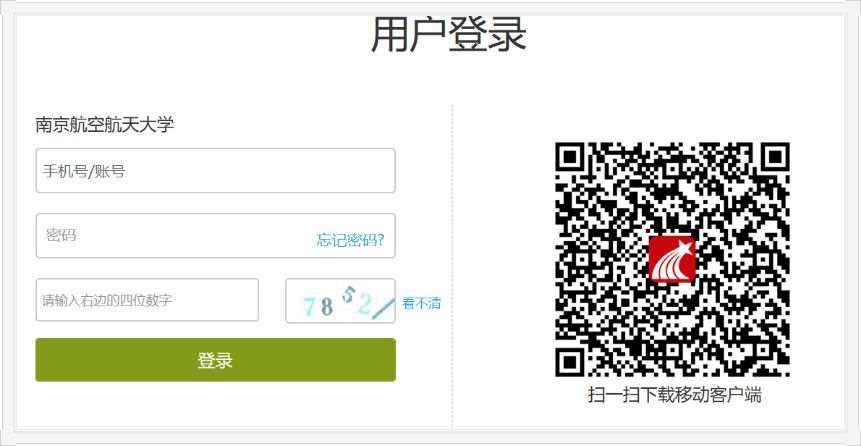 用户登录
南京航空航天大学
手机号/账号
密码
忘记密码?
请输入右边的四位数字
7852
看不清
登录
扫一扫下载移动客户端